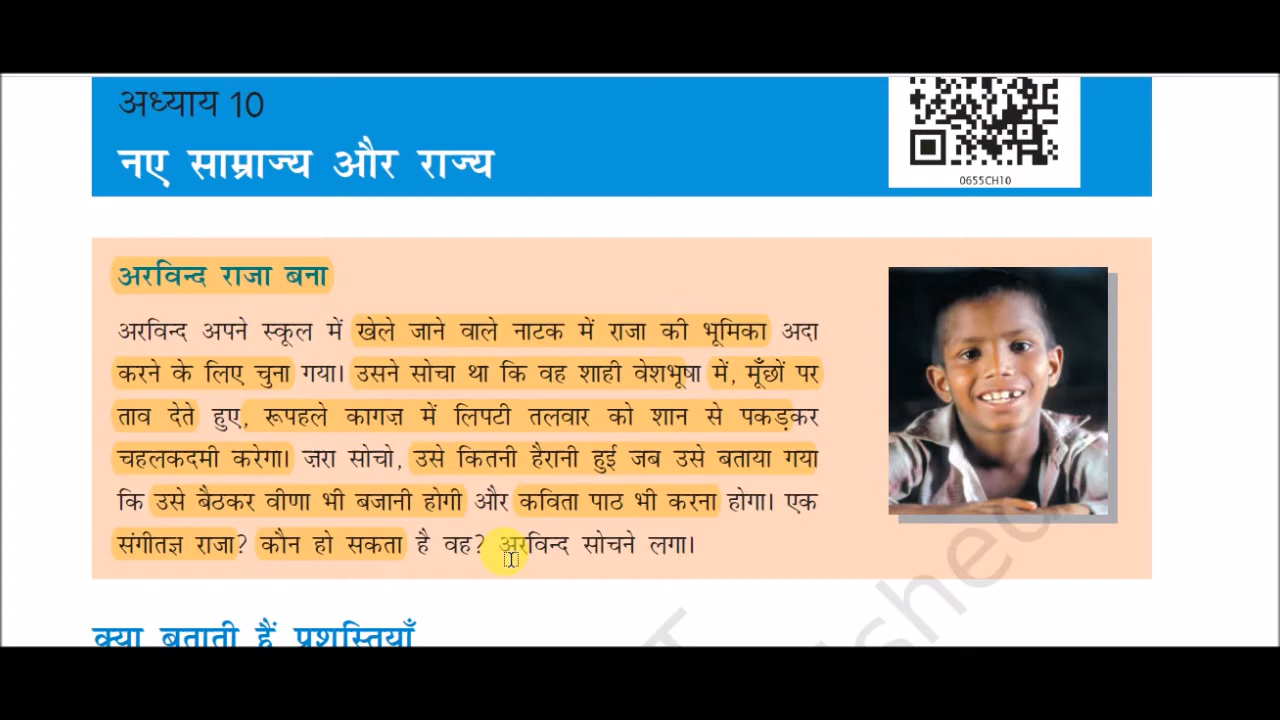 अध्याय 10
नए साम्राज्य और राज्य
0655CH10
अरविन्द राजा बना
अरविन्द अपने स्कूल में खेले जाने वाले नाटक में राजा की भूमिका अदा
करने के लिए चुना गया। उसने सोचा था कि वह शाही वेशभूषा में, मूँछों पर
ताव देते हुए, रूपहले कागज़ में लिपटी तलवार को शान से पकड़कर
चहलकदमी करेगा। ज़रा सोचो, उसे कितनी हैरानी हुई जब उसे बताया गया
कि उसे बैठकर वीणा भी बजानी होगी और कविता पाठ भी करना होगा। एक
संगीतज्ञ राजा? कौन हो सकता है वह? अरविन्द सोचने लगा।
क्या बताती हैं प्रशस्तियाँ